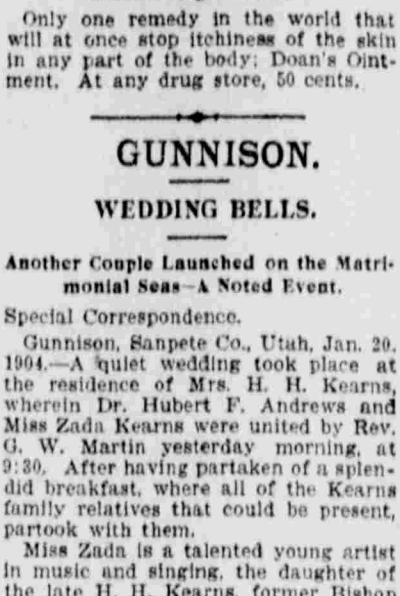 Only one remedy in the world that
will at once stop itchiness of the skin
in any part of the body; Doan's Oint-
ment. At any drug store, 50 cents.
GUNNISON.
WEDDING BELLS.
Another Couple Launched on the Matri-
monial Seas—A Noted Event.
Special Correspondence.
Gunnison, Sanpete Co., Utah, Jan. 20,
1904.—A quiet wedding took place at
the residence of Mrs. H. H. Kearns,
wherein Dr. Hubert F. Andrews and
Miss Zada Kearns were united by Rev.
G. W. Martin yesterday morning, at
9:30. After having partaken of a splen-
did breakfast, where all of the Kearns
family relatives that could be present,
partook with them.
Miss Zada is a talented young artist
in music and singing, the daughter of
the late H. H. Kearns, former Bishop